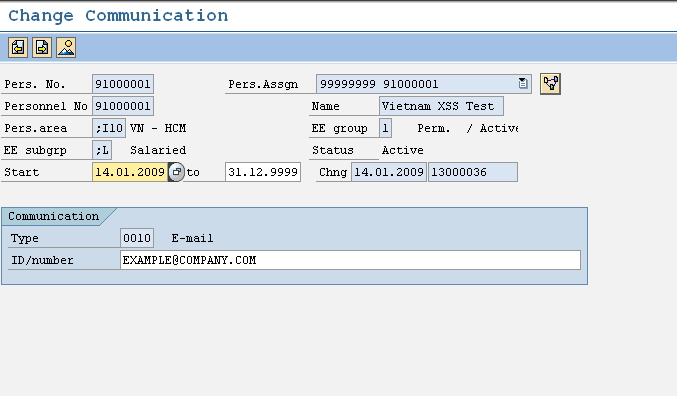 Change Communication
Pers. No. 91000001 Pers.Assgn 99999999 91000001
Personnel No 91000001 Name Vietnam XSS Test
Pers.area ;I10 VN - HCM EE group 1 Perm. / Active
EE subgrp ;L Salaried Status Active
Start 14.01.2009 to 31.12.9999 Chng 14.01.2009 13000036
Communication
Type 0010 E-mail
ID/number EXAMPLE@COMPANY.COM